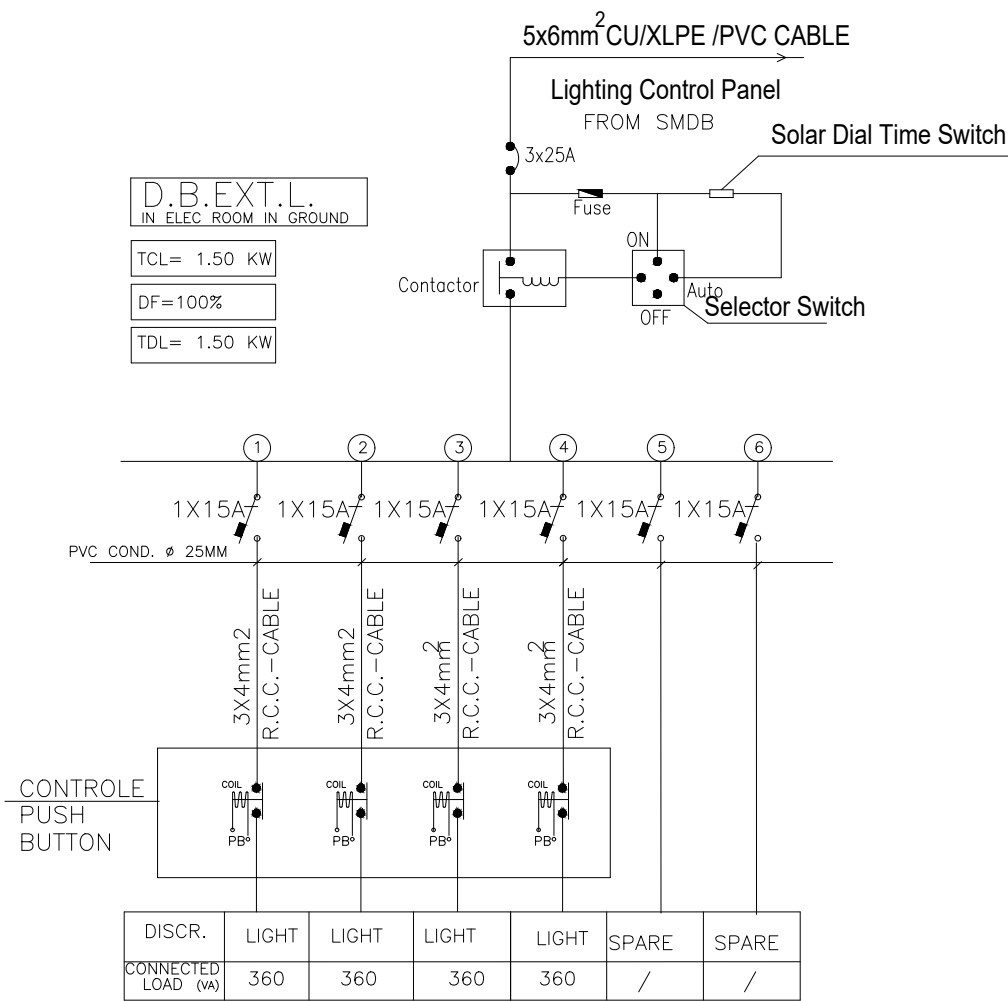 5x6mm² CU/XLPE /PVC CABLE
Lighting Control Panel
FROM SMDB
Solar Dial Time Switch
3x25A
D.B.EXT.L.
IN ELEC ROOM IN GROUND
Fuse
TCL= 1.50 KW
ON
Contactor
Auto
DF=100%
Selector Switch
OFF
TDL= 1.50 KW
1 2 3 4 5 6
1X15A 1X15A 1X15A 1X15A 1X15A 1X15A
PVC COND. ø 25MM
3X4mm2
R.C.C.-CABLE
3X4mm2
R.C.C.-CABLE
3X4mm²
R.C.C.-CABLE
3X4mm²
R.C.C.-CABLE
CONTROLE
PUSH
BUTTON
COIL COIL COIL COIL
PB PB PB PB
DISCR. LIGHT LIGHT LIGHT LIGHT SPARE SPARE
CONNECTED
LOAD (VA) 360 360 360 360 / /